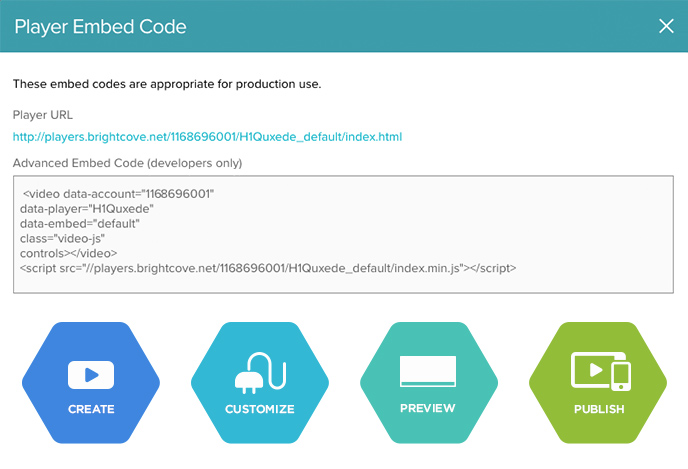 Player Embed Code
These embed codes are appropriate for production use.
Player URL
http://players.brightcove.net/1168696001/H1Quxede_default/index.html
Advanced Embed Code (developers only)
<video data-account="1168696001"
data-player="H1Quxede"
data-embed="default"
class="video-js"
controls></video>
<script src="//players.brightcove.net/1168696001/H1Quxede_default/index.min.js"></script>
CREATE
CUSTOMIZE
PREVIEW
PUBLISH